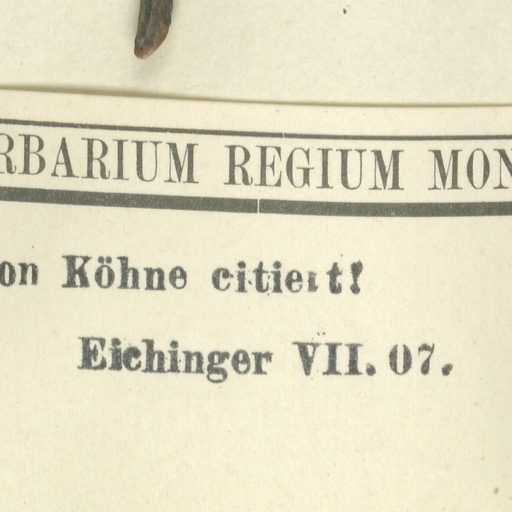 RBARIUM REGIUM MON
on Köhne citiert!
Eichinger VII. 07.